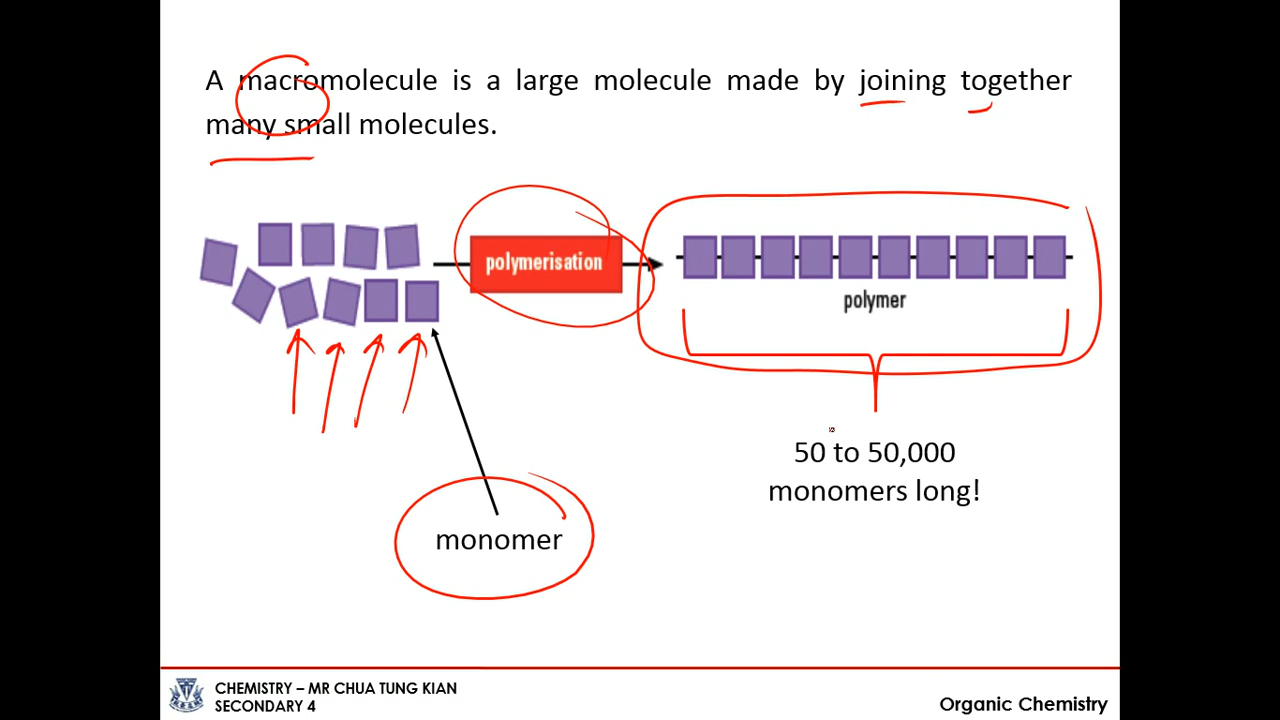 A macromolecule is a large molecule made by joining together
many small molecules.
polymerisation
polymer
50 to 50,000
monomers long!
monomer
CHEMISTRY – MR CHUA TUNG KIAN
SECONDARY 4
Organic Chemistry